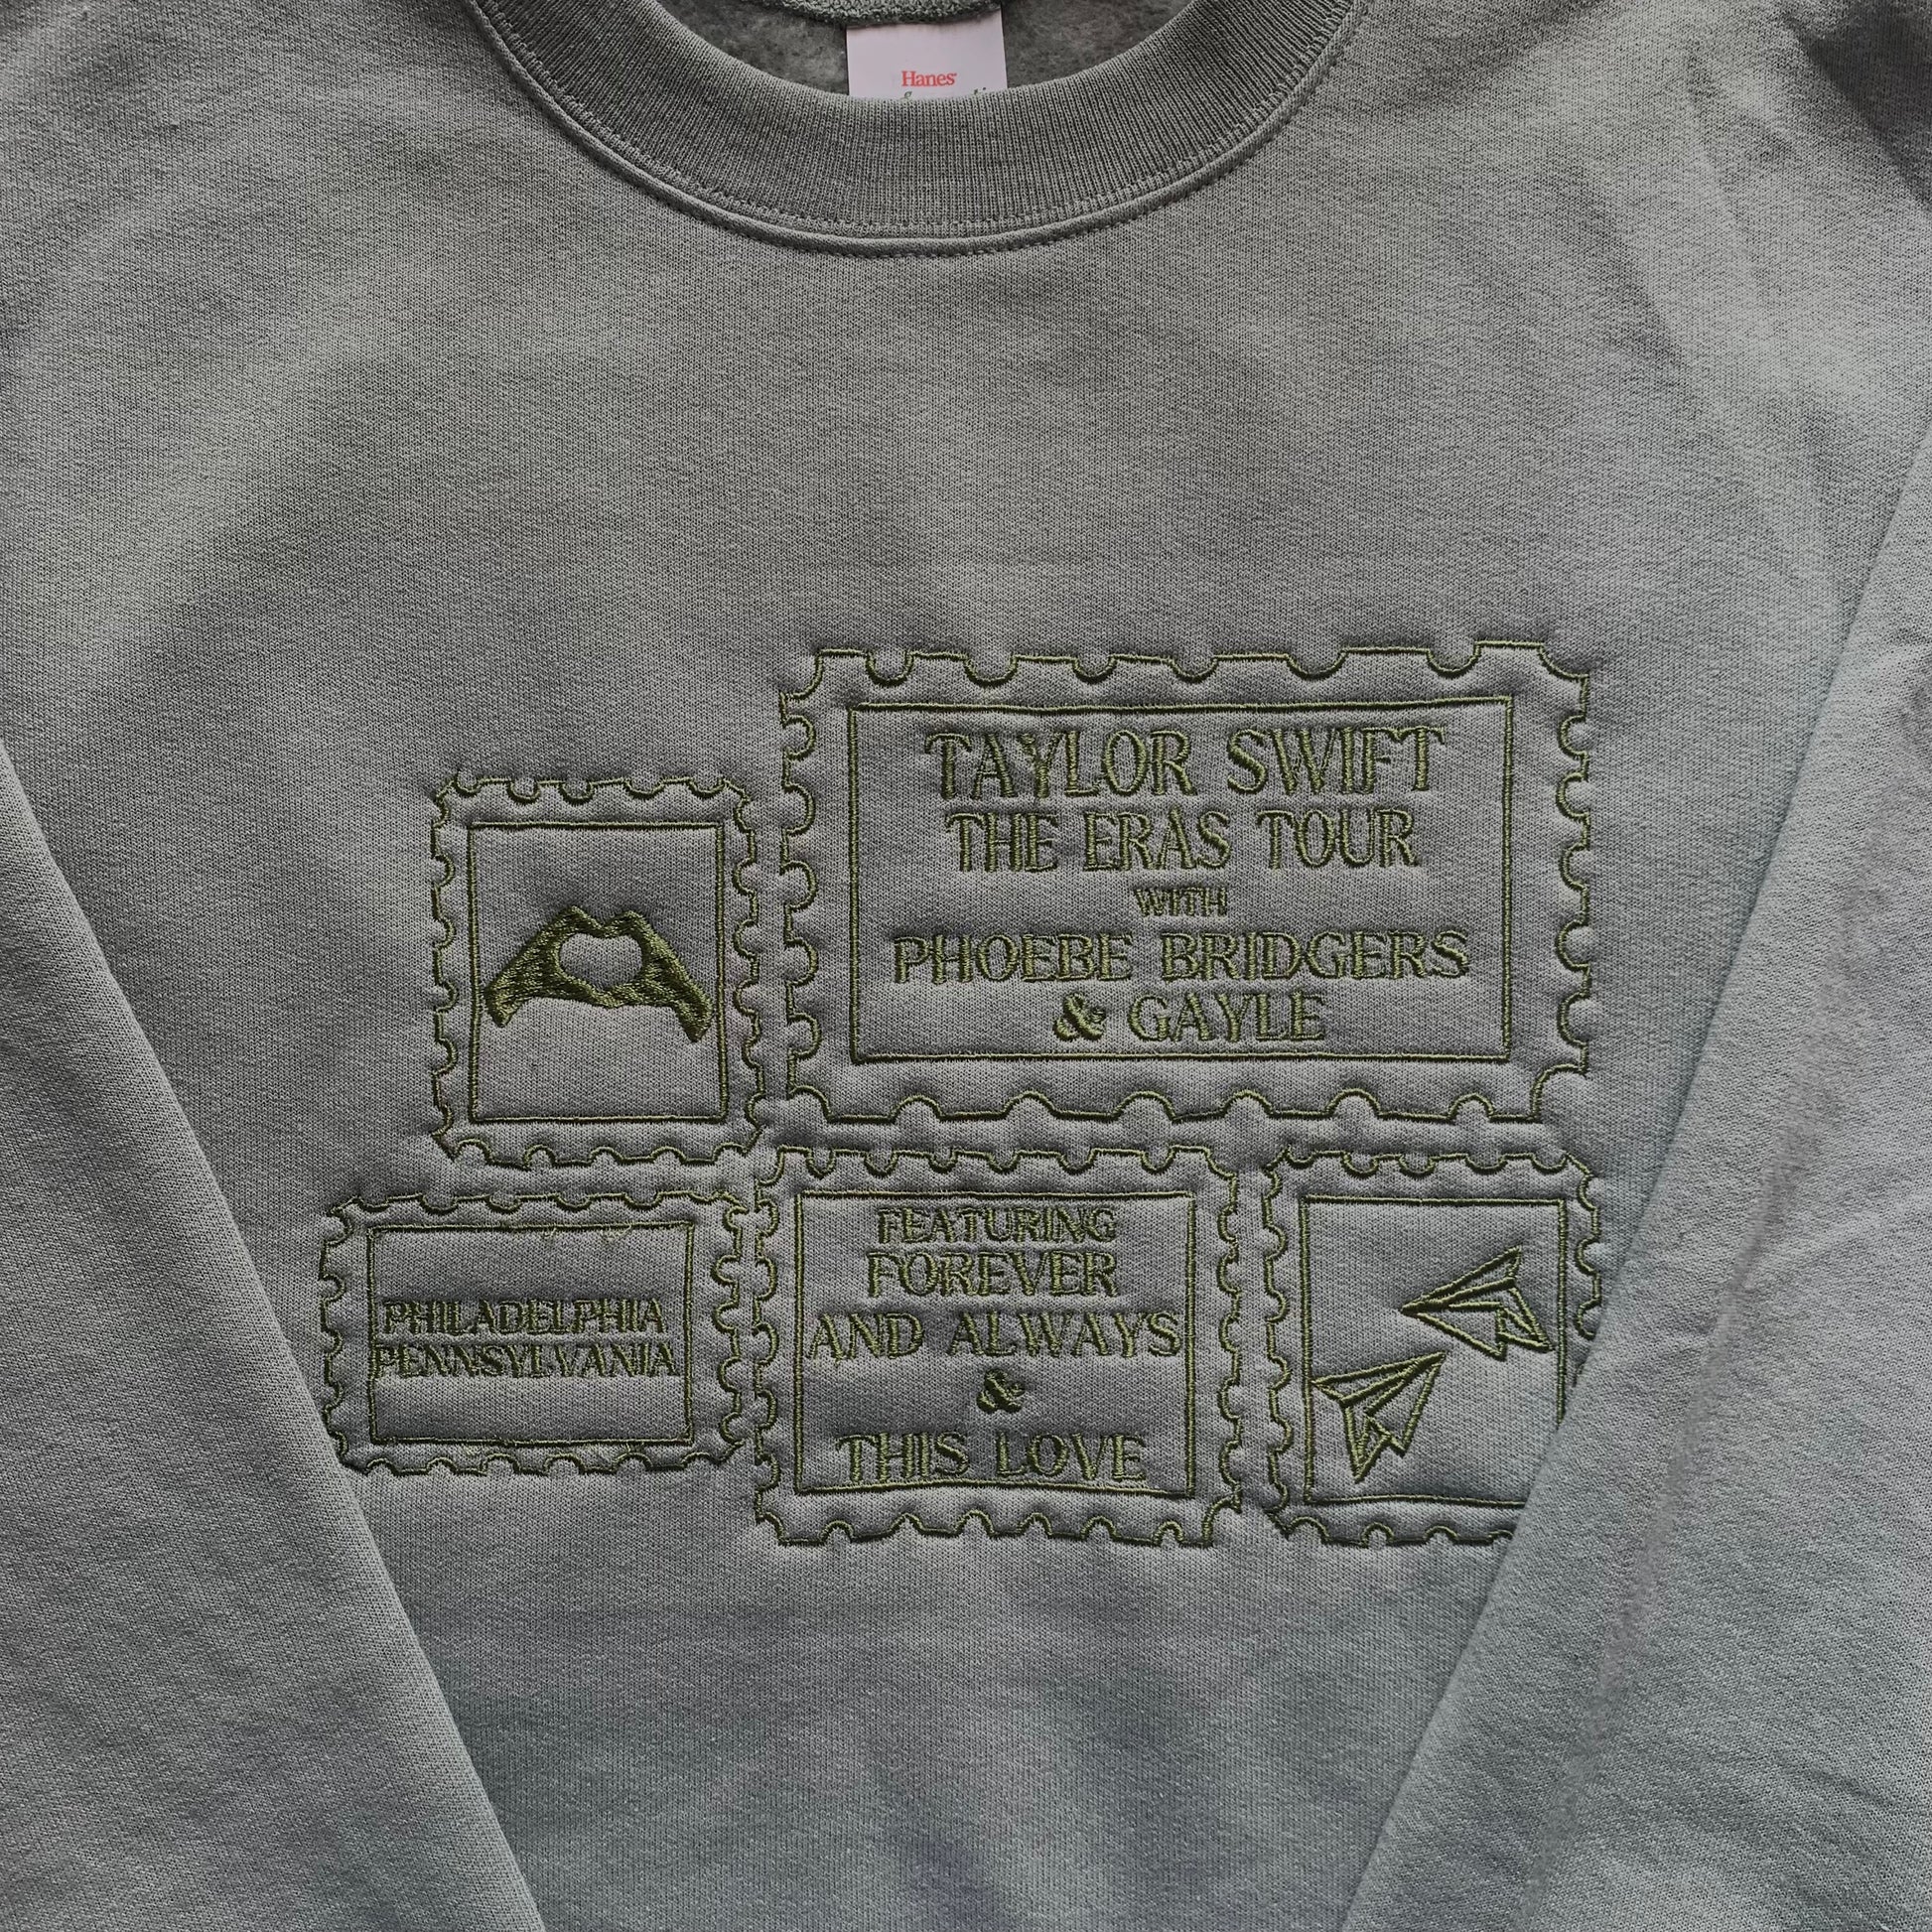 Hanes
TAYLOR SWIFT
THE ERAS TOUR
WITH
PHOEBE BRIDGERS
& GAYLE
PHILADELPHIA
PENNSYLVANIA
FEATURING
FOREVER
AND ALWAYS
&
THIS LOVE